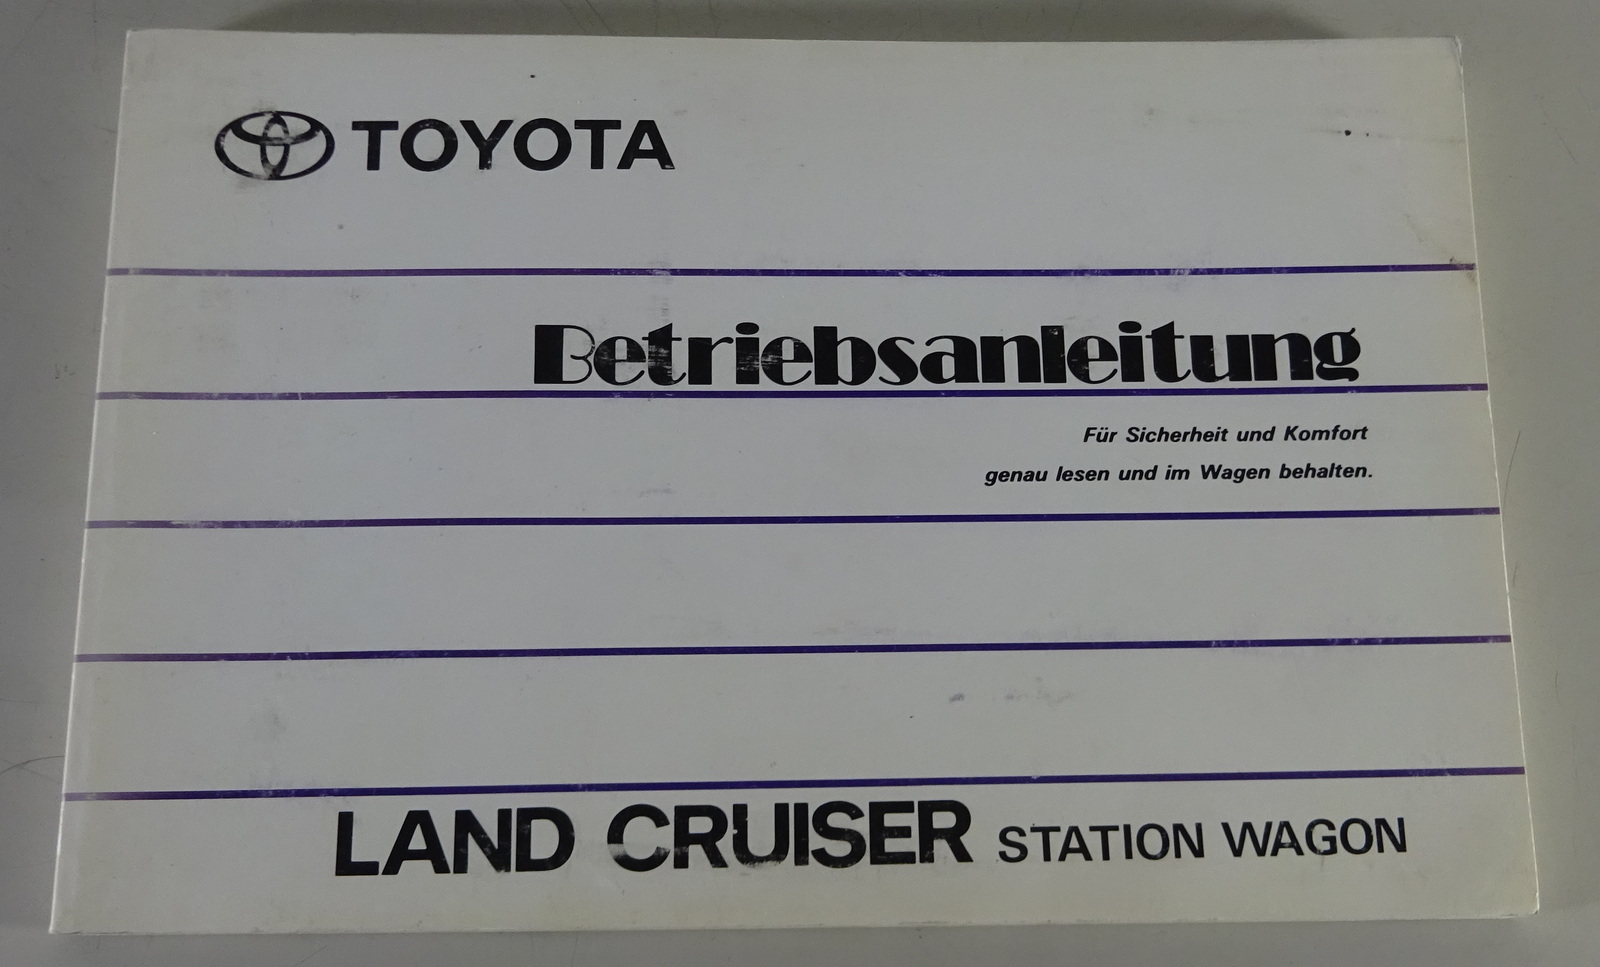 TOYOTA
Betriebsanleitung
Für Sicherheit und Komfort
genau lesen und im Wagen behalten.
LAND CRUISER STATION WAGON